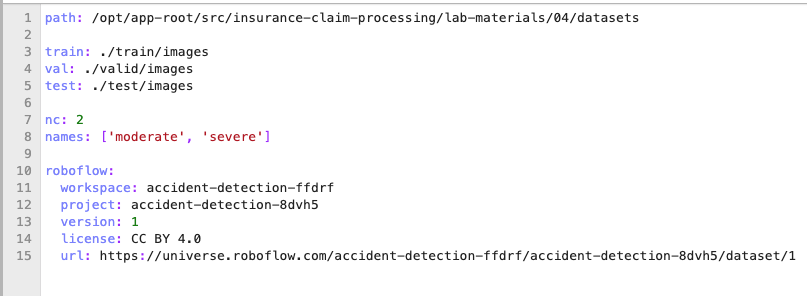 1 path: /opt/app-root/src/insurance-claim-processing/lab-materials/04/datasets
2
3 train: ./train/images
4 val: ./valid/images
5 test: ./test/images
6
7 nc: 2
8 names: ['moderate', 'severe']
9
10 roboflow:
11   workspace: accident-detection-ffdrf
12   project: accident-detection-8dvh5
13   version: 1
14   license: CC BY 4.0
15   url: https://universe.roboflow.com/accident-detection-ffdrf/accident-detection-8dvh5/dataset/1